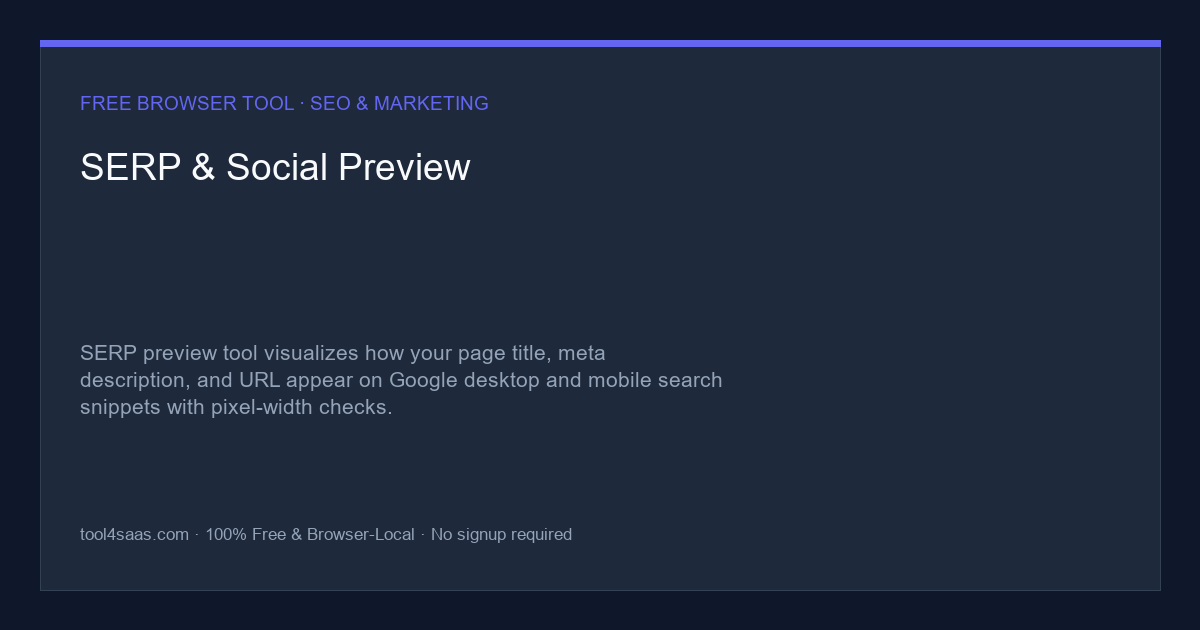 FREE BROWSER TOOL · SEO & MARKETING
SERP & Social Preview
SERP preview tool visualizes how your page title, meta
description, and URL appear on Google desktop and mobile search
snippets with pixel-width checks.
tool4saas.com · 100% Free & Browser-Local · No signup required